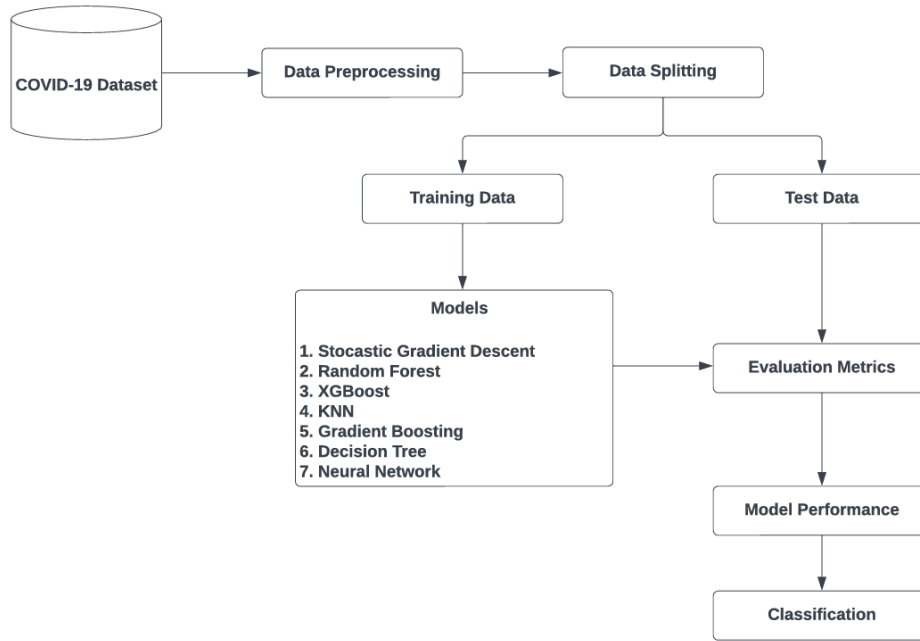 COVID-19 Dataset
Data Preprocessing
Data Splitting
Training Data
Test Data
Models
1. Stocastic Gradient Descent
2. Random Forest
3. XGBoost
4. KNN
5. Gradient Boosting
6. Decision Tree
7. Neural Network
Evaluation Metrics
Model Performance
Classification